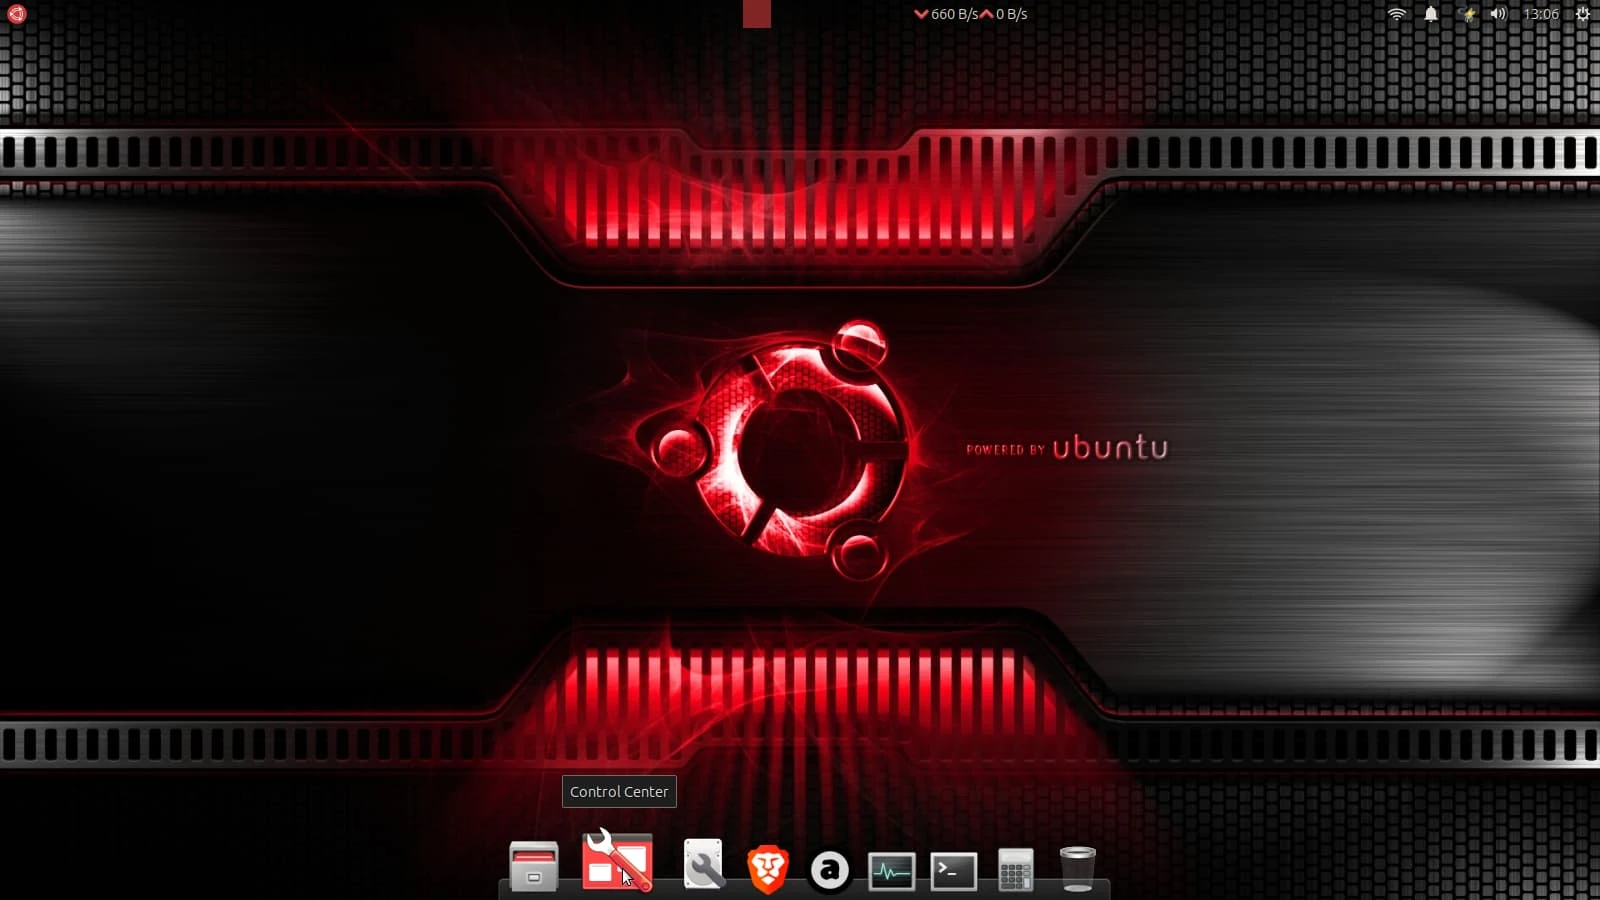 660 B/s 0 B/s
13:06
POWERED BY ubuntu
Control Center
a
>_